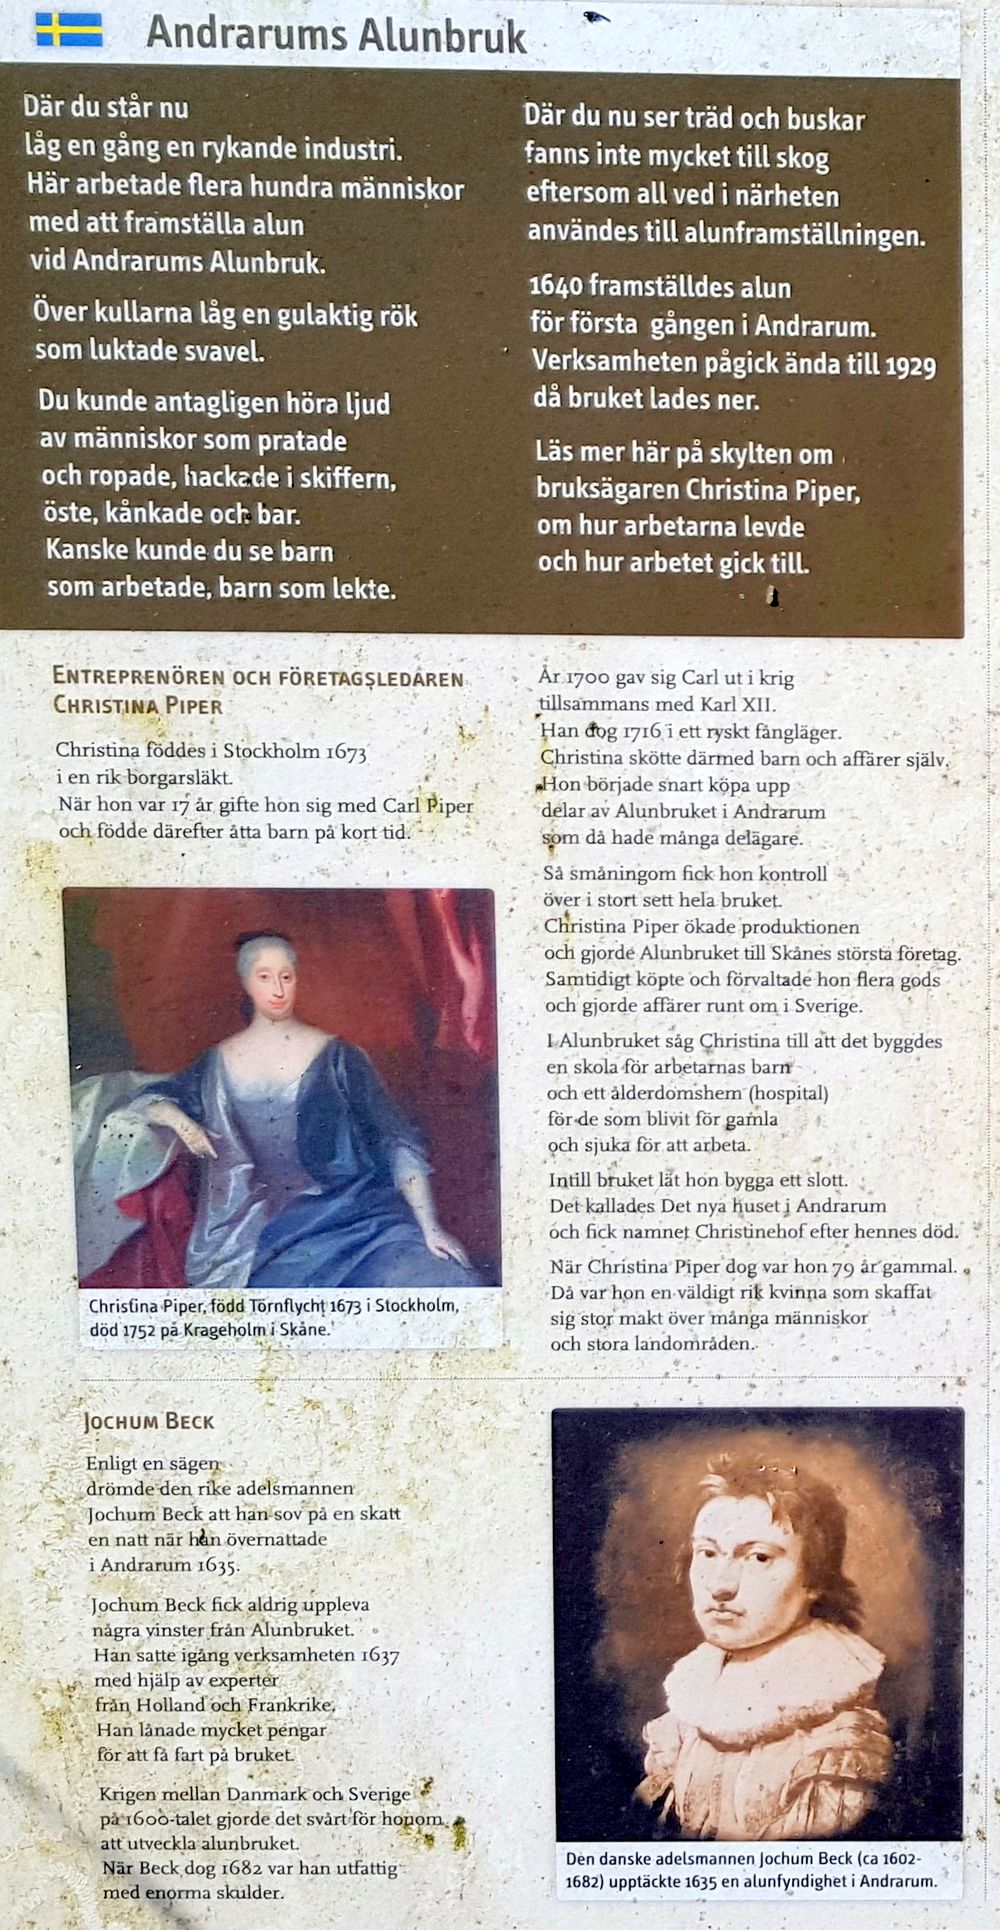 Andrarums Alunbruk
Där du står nu
låg en gång en rykande industri.
Här arbetade flera hundra människor
med att framställa alun
vid Andrarums Alunbruk.
Över kullarna låg en gulaktig rök
som luktade svavel.
Du kunde antagligen höra ljud
av människor som pratade
och ropade, hackade i skiffern,
öste, kånkade och bar.
Kanske kunde du se barn
som arbetade, barn som lekte.
Där du nu ser träd och buskar
fanns inte mycket till skog
eftersom all ved i närheten
användes till alunframställningen.
1640 framställdes alun
för första gången i Andrarum.
Verksamheten pågick ända till 1929
då bruket lades ner.
Läs mer här på skylten om
bruksägaren Christina Piper,
om hur arbetarna levde
och hur arbetet gick till.
Entreprenören och företagsledaren
Christina Piper
Christina föddes i Stockholm 1673
i en rik borgarsläkt.
När hon var 17 år gifte hon sig med Carl Piper
och födde därefter åtta barn på kort tid.
Christina Piper, född Törnflycht 1673 i Stockholm,
död 1752 på Krageholm i Skåne.
År 1700 gav sig Carl ut i krig
tillsammans med Karl XII.
Han dog 1716 i ett ryskt fångläger.
Christina skötte därmed barn och affärer själv.
Hon började snart köpa upp
delar av Alunbruket i Andrarum
som då hade många delägare.
Så småningom fick hon kontroll
över i stort sett hela bruket.
Christina Piper ökade produktionen
och gjorde Alunbruket till Skånes största företag.
Samtidigt köpte och förvaltade hon flera gods
och gjorde affärer runt om i Sverige.
I Alunbruket såg Christina till att det byggdes
en skola för arbetarnas barn
och ett ålderdomshem (hospital)
för de som blivit för gamla
och sjuka för att arbeta.
Intill bruket lät hon bygga ett slott.
Det kallades Det nya huset i Andrarum
och fick namnet Christinehof efter hennes död.
När Christina Piper dog var hon 79 år gammal.
Då var hon en väldigt rik kvinna som skaffat
sig stor makt över många människor
och stora landområden.
Jochum Beck
Enligt en sägen
drömde den rike adelsmannen
Jochum Beck att han sov på en skatt
en natt när han övernattade
i Andrarum 1635.
Jochum Beck fick aldrig uppleva
några vinster från Alunbruket.
Han satte igång verksamheten 1637
med hjälp av experter
från Holland och Frankrike.
Han lånade mycket pengar
för att få fart på bruket.
Krigen mellan Danmark och Sverige
på 1600-talet gjorde det svårt för honom
att utveckla alunbruket.
När Beck dog 1682 var han utfattig
med enorma skulder.
Den danske adelsmannen Jochum Beck (ca 1602-
1682) upptäckte 1635 en alunfyndighet i Andrarum.